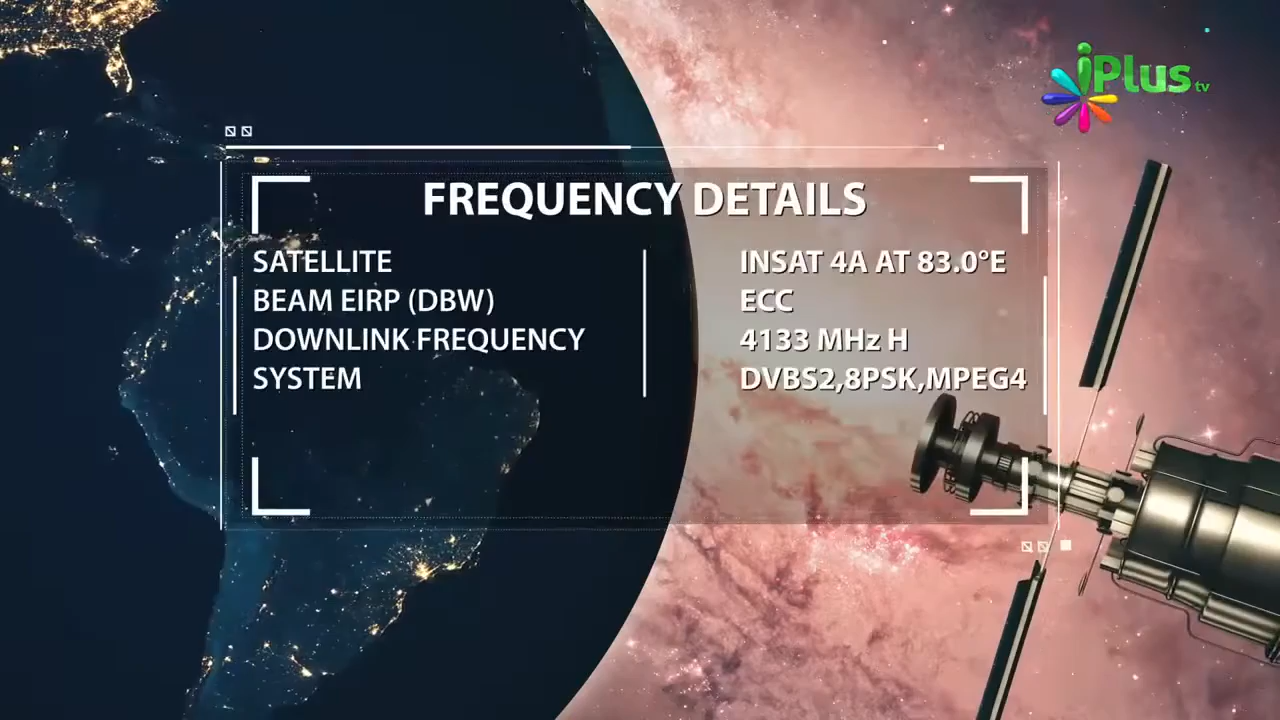 iPlus tv
FREQUENCY DETAILS
SATELLITE INSAT 4A AT 83.0°E
BEAM EIRP (DBW) ECC
DOWNLINK FREQUENCY 4133 MHz H
SYSTEM DVBS2,8PSK,MPEG4